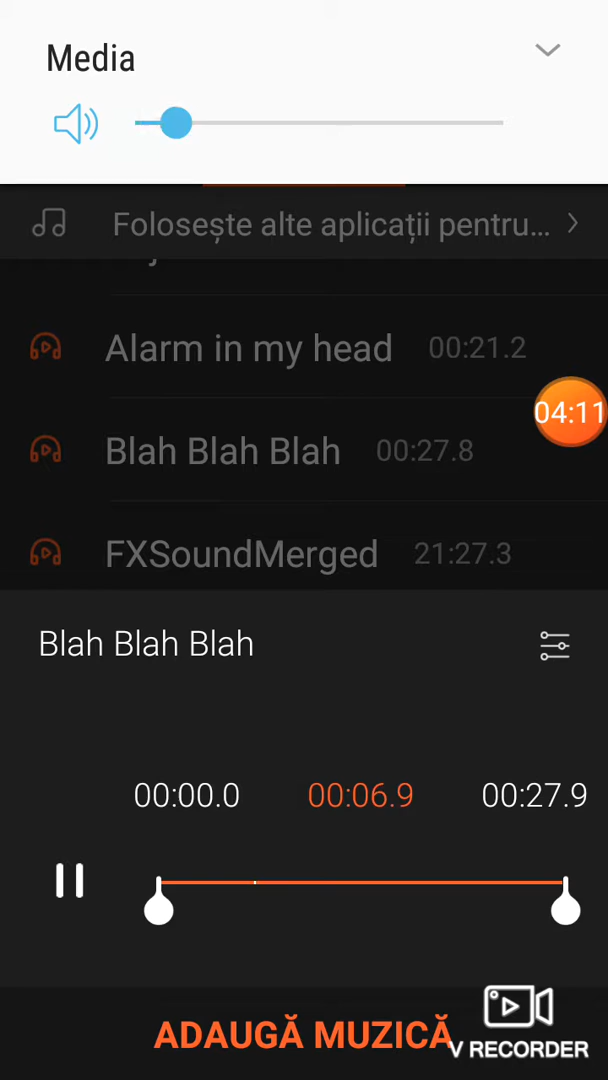 Media
Folosește alte aplicații pentru...
Alarm in my head 00:21.2
04:11
Blah Blah Blah 00:27.8
FXSoundMerged 21:27.3
Blah Blah Blah
00:00.0 00:06.9 00:27.9
ADAUGĂ MUZICĂ
V RECORDER